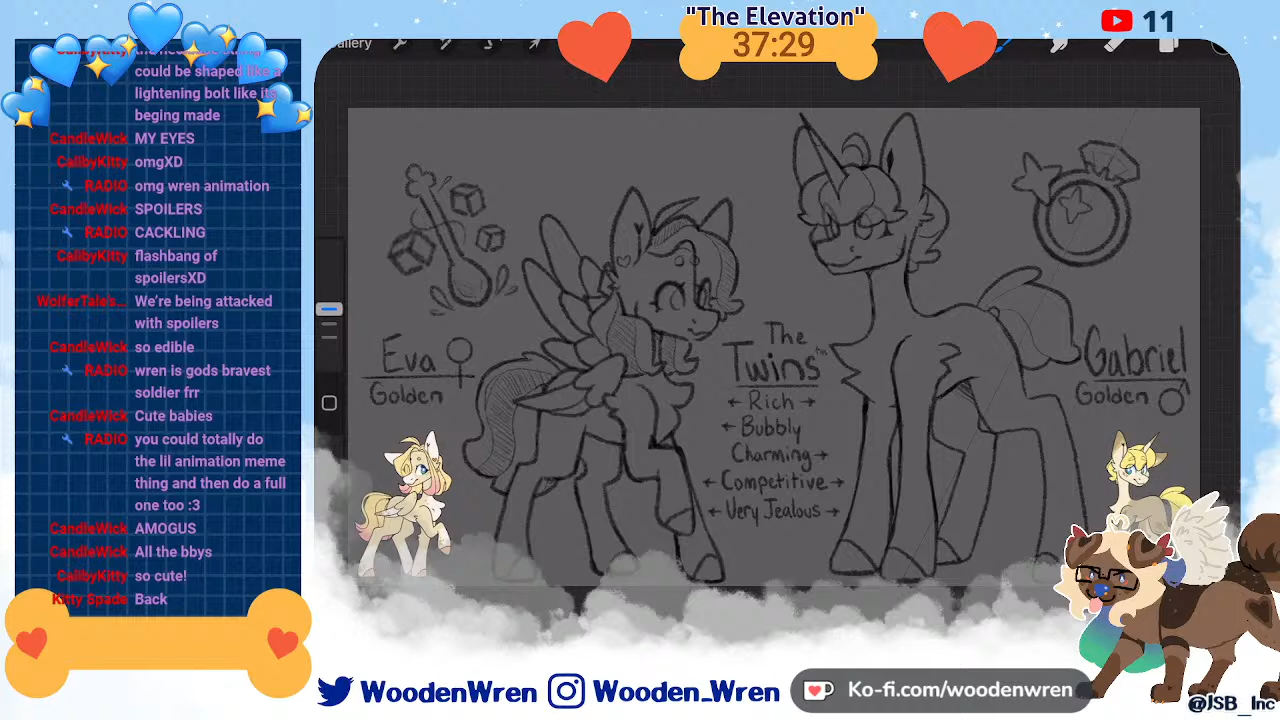 "The Elevation"
37:29
11
allery
could be shaped like a
lightening bolt like its
beging made
CandleWick MY EYES
CallbyKitty omgXD
RADIO omg wren animation
CandleWick SPOILERS
RADIO CACKLING
CallbyKitty flashbang of
spoilersXD
WolferTale's... We're being attacked
with spoilers
CandleWick so edible
RADIO wren is gods bravest
soldier frr
CandleWick Cute babies
RADIO you could totally do
the lil animation meme
thing and then do a full
one too :3
CandleWick AMOGUS
CandleWick All the bbys
CallbyKitty so cute!
Kitty Spade Back
Eva ♀
Golden
The
Twins™
← Rich →
← Bubbly
Charming →
← Competitive →
← Very Jealous →
Gabriel
Golden ♂
WoodenWren
Wooden_Wren
Ko-fi.com/woodenwren
@JSB_Inc